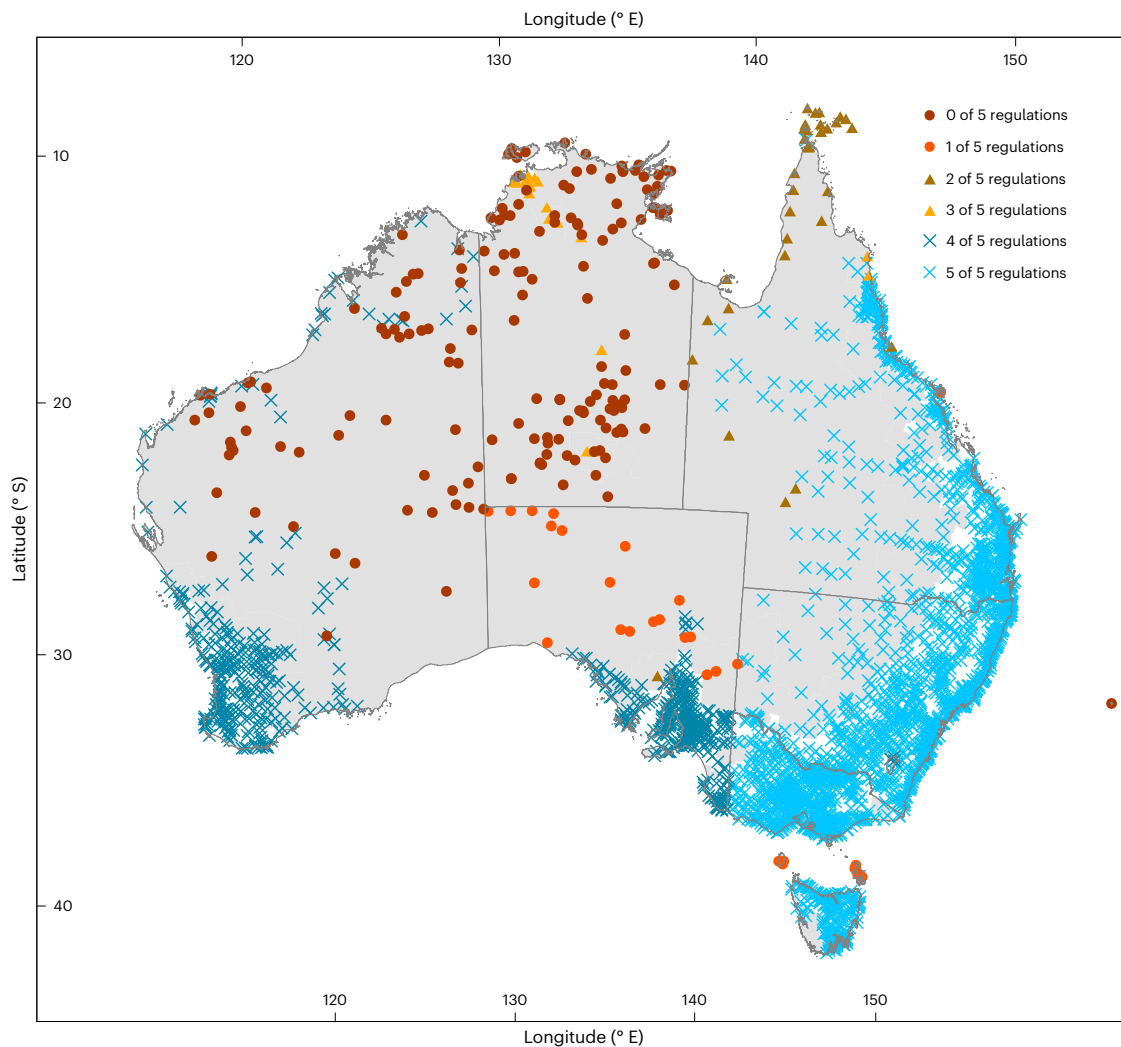 Longitude (° E)
120 130 140 150
0 of 5 regulations
1 of 5 regulations
2 of 5 regulations
3 of 5 regulations
4 of 5 regulations
5 of 5 regulations
Latitude (° S)
10
20
30
40
120 130 140 150
Longitude (° E)